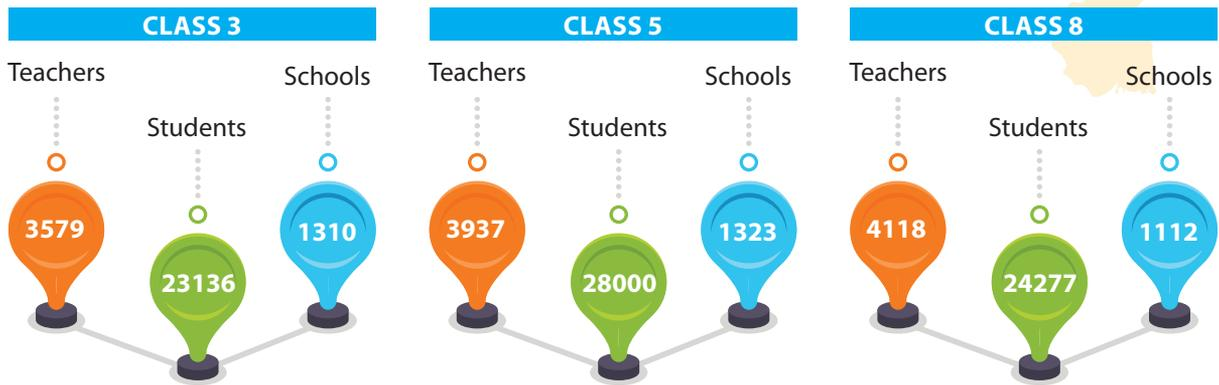 CLASS 3
Teachers
Schools
Students
3579
1310
23136
CLASS 5
Teachers
Schools
Students
3937
1323
28000
CLASS 8
Teachers
Schools
Students
4118
1112
24277